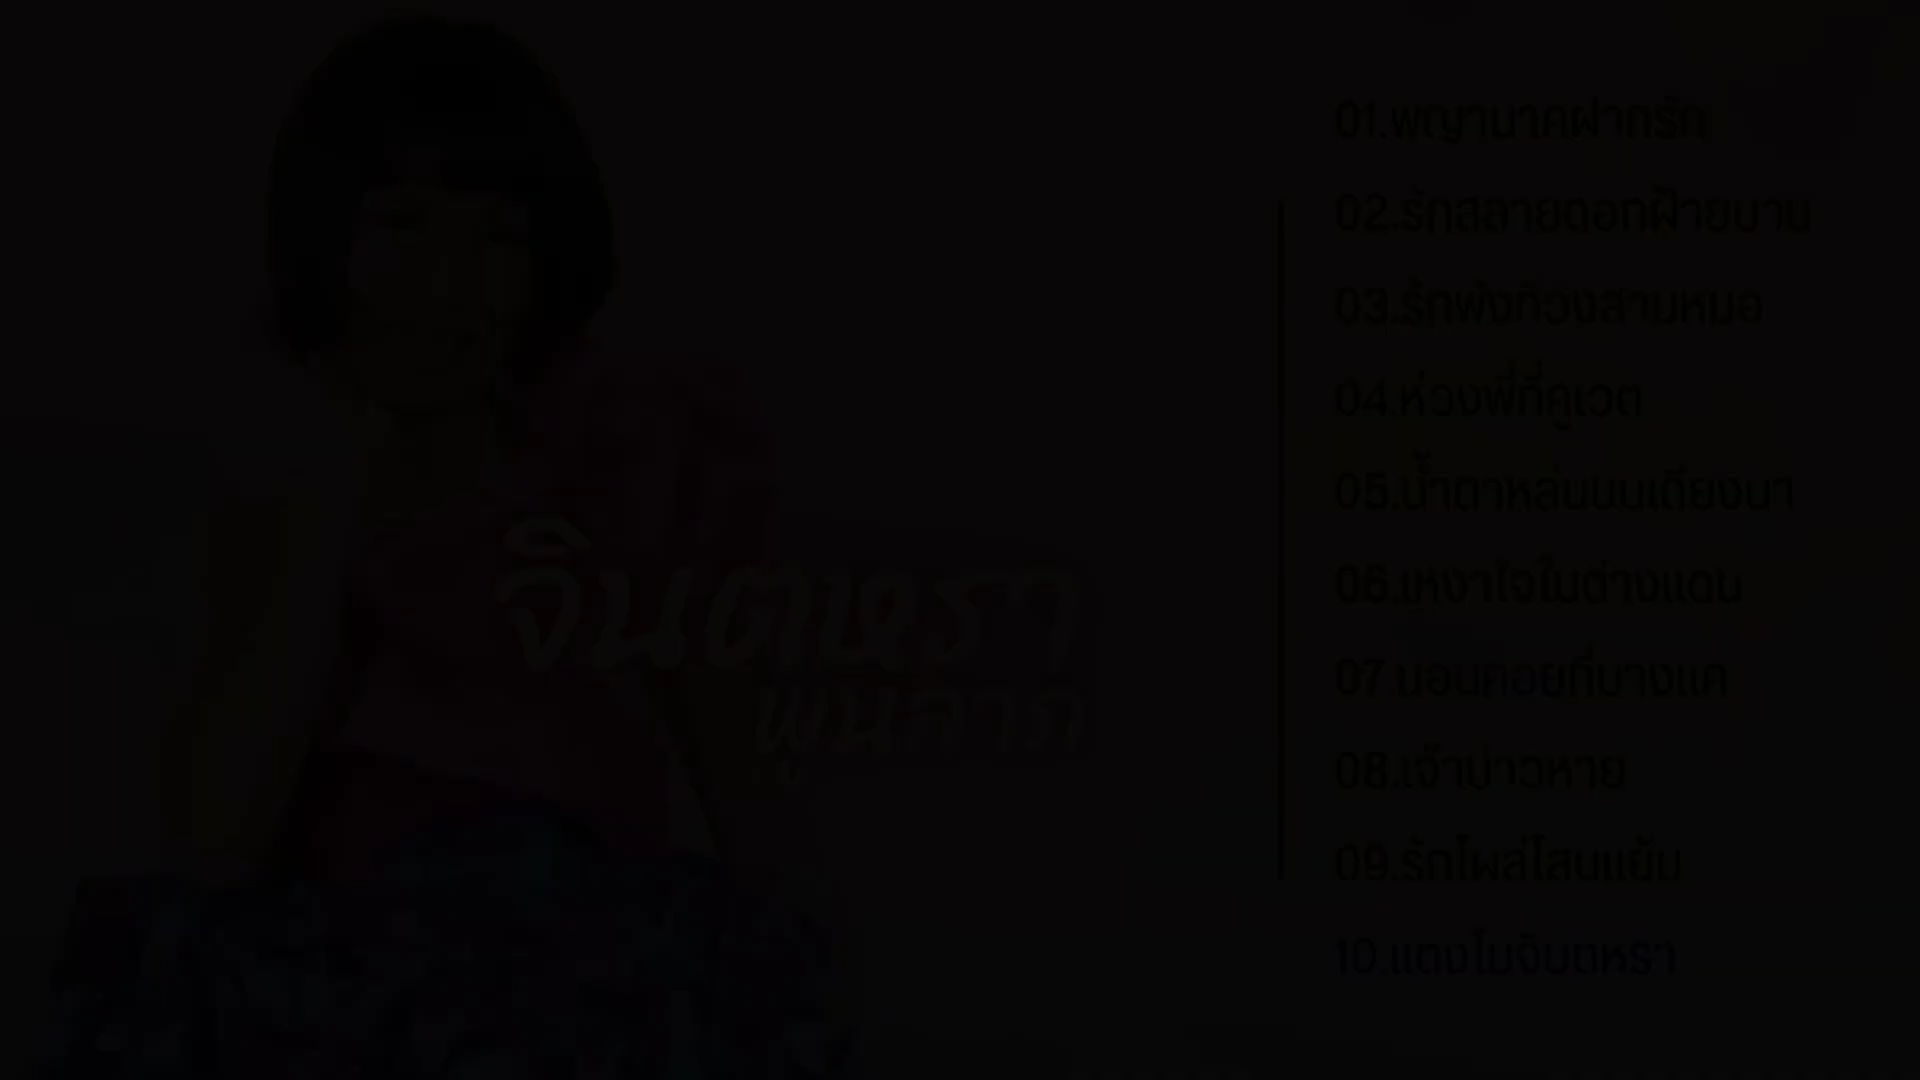 จินตหรา
พูนลาภ
01.พญานาคฝากรัก
02.รักสลายดอกฝ้ายบาน
03.รักพังที่วังสามหมอ
04.ห่วงพี่ที่คูเวต
05.น้ำตาหล่นบนเถียงนา
06.เหงาใจในต่างแดน
07.นอนคอยที่บางแค
08.เจ้าบ่าวหาย
09.รักโผล่โสนแย้ม
10.แตงโมจินตหรา